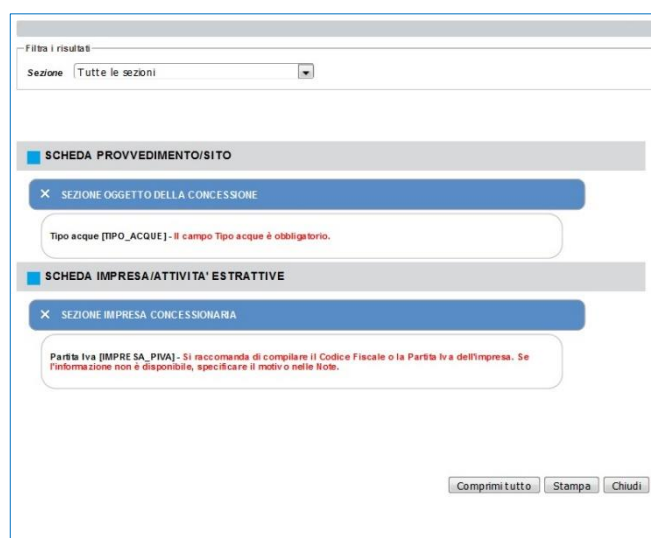 Filtra i risultati
Sezione Tutte le sezioni
SCHEDA PROVVEDIMENTO/SITO
× SEZIONE OGGETTO DELLA CONCESSIONE
Tipo acque [TIPO_ACQUE] - Il campo Tipo acque è obbligatorio.
SCHEDA IMPRESA/ATTIVITA' ESTRATTIVE
× SEZIONE IMPRESA CONCESSIONARIA
Partita Iva [IMPRESA_PIVA] - Si raccomanda di compilare il Codice Fiscale o la Partita Iva dell'impresa. Se
l'informazione non è disponibile, specificare il motivo nelle Note.
Comprimi tutto Stampa Chiudi